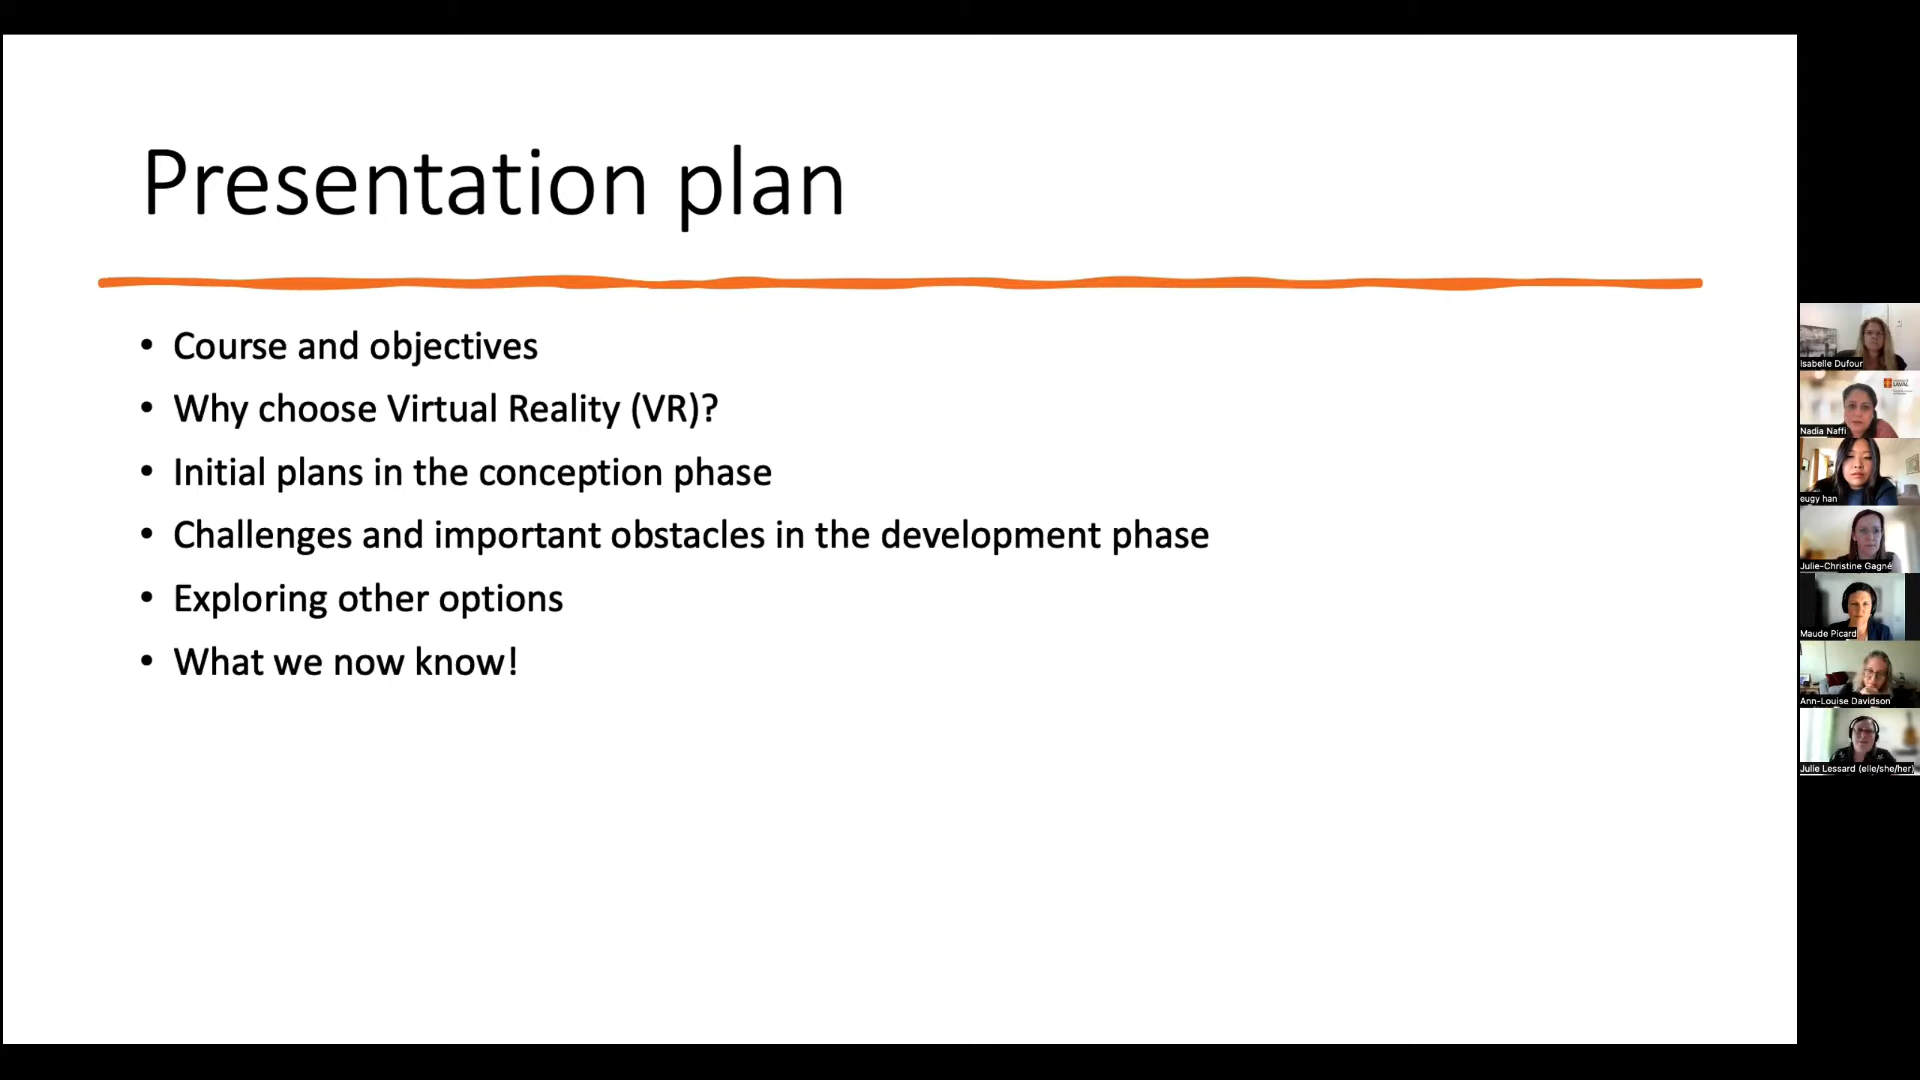 Presentation plan
• Course and objectives
• Why choose Virtual Reality (VR)?
• Initial plans in the conception phase
• Challenges and important obstacles in the development phase
• Exploring other options
• What we now know!
Isabelle Dufour
LAVAL
Nadia Naffi
eugy han
Julie-Christine Gagné
Maude Picard
Ann-Louise Davidson
Julie Lessard (elle/she/her)